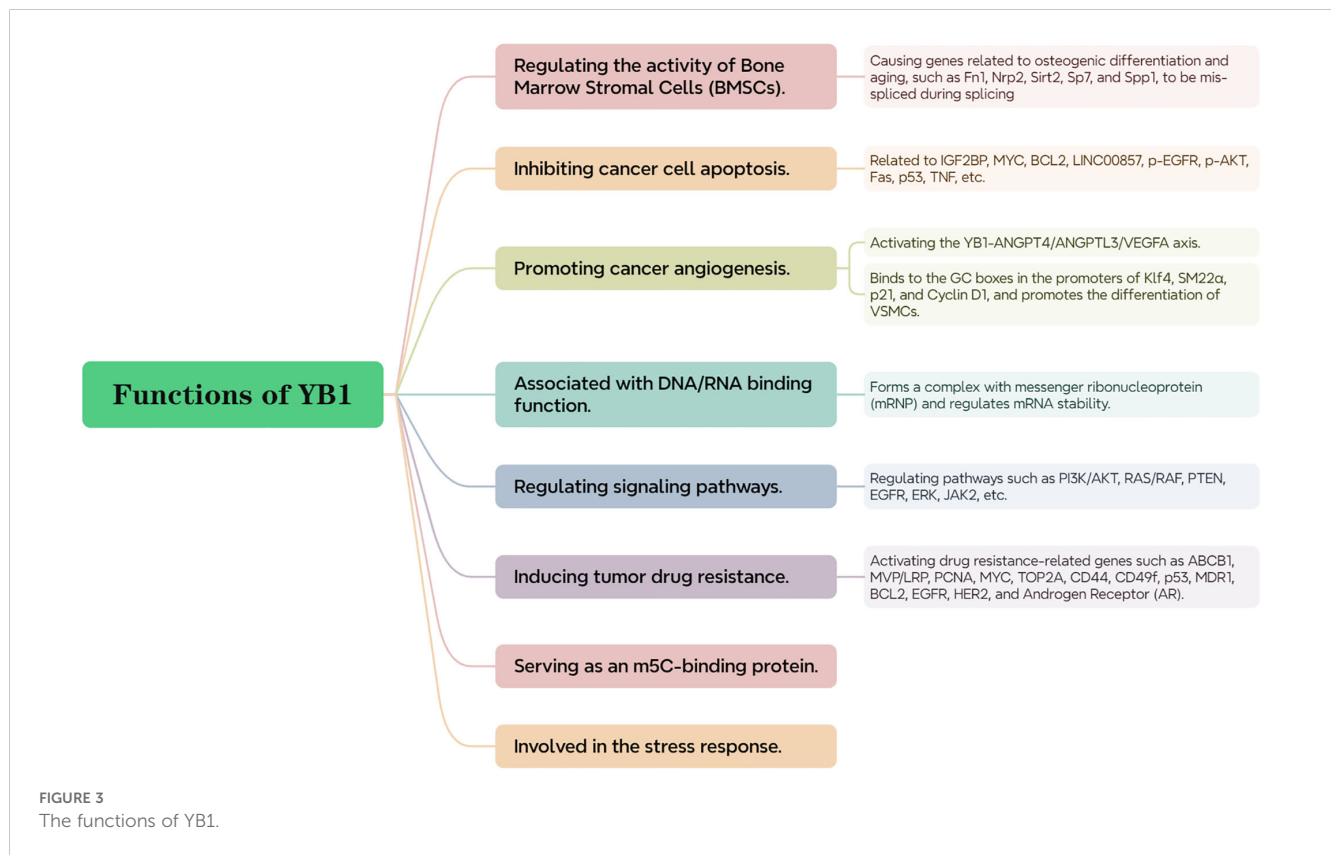 Functions of YB1
Regulating the activity of Bone
Marrow Stromal Cells (BMSCs).
Causing genes related to osteogenic differentiation and
aging, such as Fn1, Nrp2, Sirt2, Sp7, and Spp1, to be mis-
spliced during splicing
Inhibiting cancer cell apoptosis.
Related to IGF2BP, MYC, BCL2, LINC00857, p-EGFR, p-AKT,
Fas, p53, TNF, etc.
Promoting cancer angiogenesis.
Activating the YB1-ANGPT4/ANGPTL3/VEGFA axis.
Binds to the GC boxes in the promoters of Klf4, SM22α,
p21, and Cyclin D1, and promotes the differentiation of
VSMCs.
Associated with DNA/RNA binding
function.
Forms a complex with messenger ribonucleoprotein
(mRNP) and regulates mRNA stability.
Regulating signaling pathways.
Regulating pathways such as PI3K/AKT, RAS/RAF, PTEN,
EGFR, ERK, JAK2, etc.
Inducing tumor drug resistance.
Activating drug resistance-related genes such as ABCB1,
MVP/LRP, PCNA, MYC, TOP2A, CD44, CD49f, p53, MDR1,
BCL2, EGFR, HER2, and Androgen Receptor (AR).
Serving as an m5C-binding protein.
Involved in the stress response.
FIGURE 3
The functions of YB1.